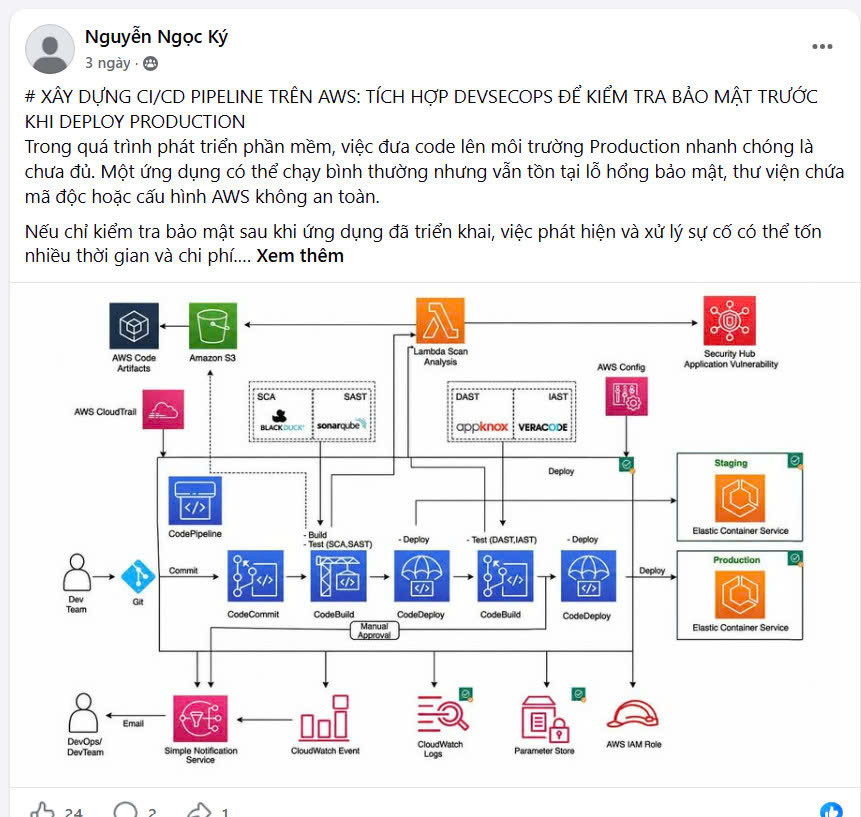 Nguyễn Ngọc Ký
3 ngày ·
# XÂY DỰNG CI/CD PIPELINE TRÊN AWS: TÍCH HỢP DEVSECOPS ĐỂ KIỂM TRA BẢO MẬT TRƯỚC
KHI DEPLOY PRODUCTION
Trong quá trình phát triển phần mềm, việc đưa code lên môi trường Production nhanh chóng là
chưa đủ. Một ứng dụng có thể chạy bình thường nhưng vẫn tồn tại lỗ hổng bảo mật, thư viện chứa
mã độc hoặc cấu hình AWS không an toàn.
Nếu chỉ kiểm tra bảo mật sau khi ứng dụng đã triển khai, việc phát hiện và xử lý sự cố có thể tốn
nhiều thời gian và chi phí.... Xem thêm
AWS Code
Artifacts
Amazon S3
Lambda Scan
Analysis
Security Hub
Application Vulnerability
AWS Config
AWS CloudTrail
SCA
SAST
BLACKDUCK
sonarqube
DAST
IAST
appknox
VERACODE
Deploy
Staging
Elastic Container Service
CodePipeline
- Build
- Test (SCA,SAST)
- Deploy
- Test (DAST,IAST)
- Deploy
Production
Elastic Container Service
Dev
Team
Git
Commit
CodeCommit
CodeBuild
CodeDeploy
CodeBuild
CodeDeploy
Deploy
Manual
Approval
DevOps/
DevTeam
Email
Simple Notification
Service
CloudWatch Event
CloudWatch
Logs
Parameter Store
AWS IAM Role
24
2
1